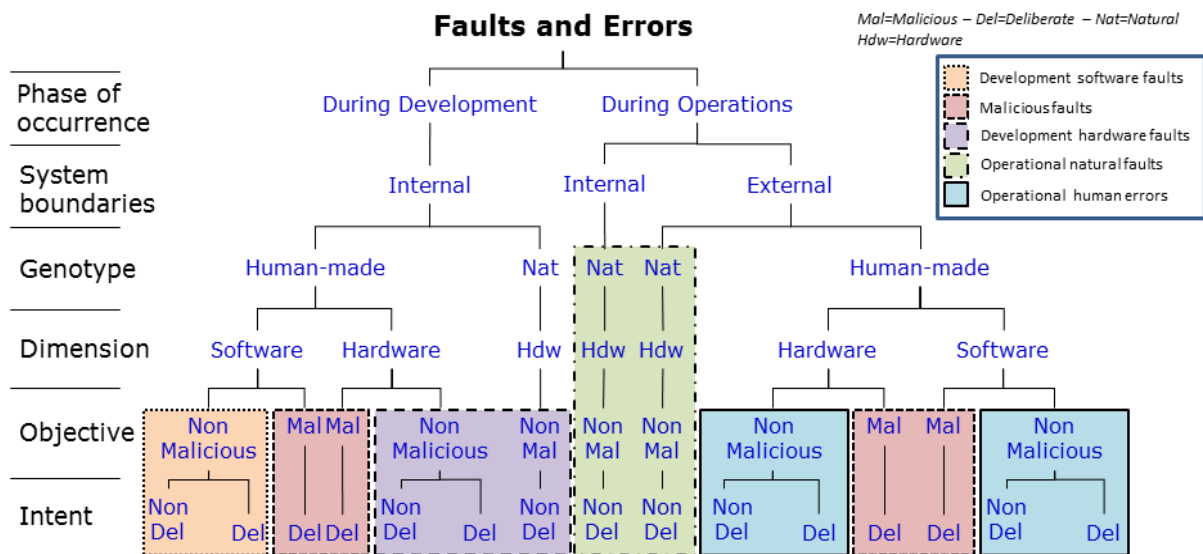 Faults and Errors
Mal=Malicious – Del=Deliberate – Nat=Natural
Hdw=Hardware
Development software faults
Malicious faults
Development hardware faults
Operational natural faults
Operational human errors
Phase of
occurrence
During Development During Operations
System
boundaries
Internal Internal External
Genotype Human-made Nat Nat Nat Human-made
Dimension Software Hardware Hdw Hdw Hdw Hardware Software
Objective
Non Mal Mal Non Non Non Non Non Mal Mal Non
Malicious Malicious Mal Mal Mal Malicious Malicious
Intent
Non Non Non Non Non Non Non
Del Del Del Del Del Del Del Del Del Del Del Del Del Del Del